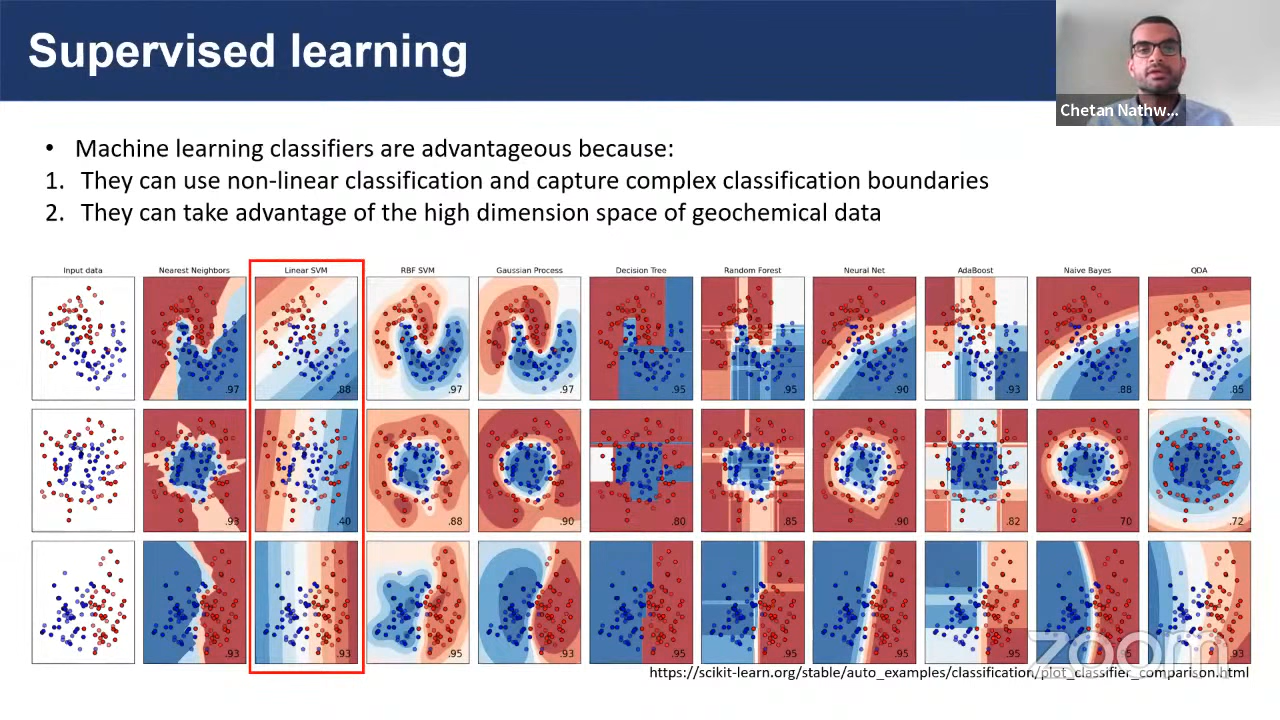 Supervised learning
Chetan Nathw...
• Machine learning classifiers are advantageous because:
1. They can use non-linear classification and capture complex classification boundaries
2. They can take advantage of the high dimension space of geochemical data
Input data Nearest Neighbors Linear SVM RBF SVM Gaussian Process Decision Tree Random Forest Neural Net AdaBoost Naive Bayes QDA
.97 .88 .97 .97 .95 .95 .90 .93 .88 .85
.93 .40 .88 .90 .80 .85 .90 .82 70 .72
.93 .93 .95 .93 .95 .95 .95 .95 .95 .93
zoom
https://scikit-learn.org/stable/auto_examples/classification/plot_classifier_comparison.html